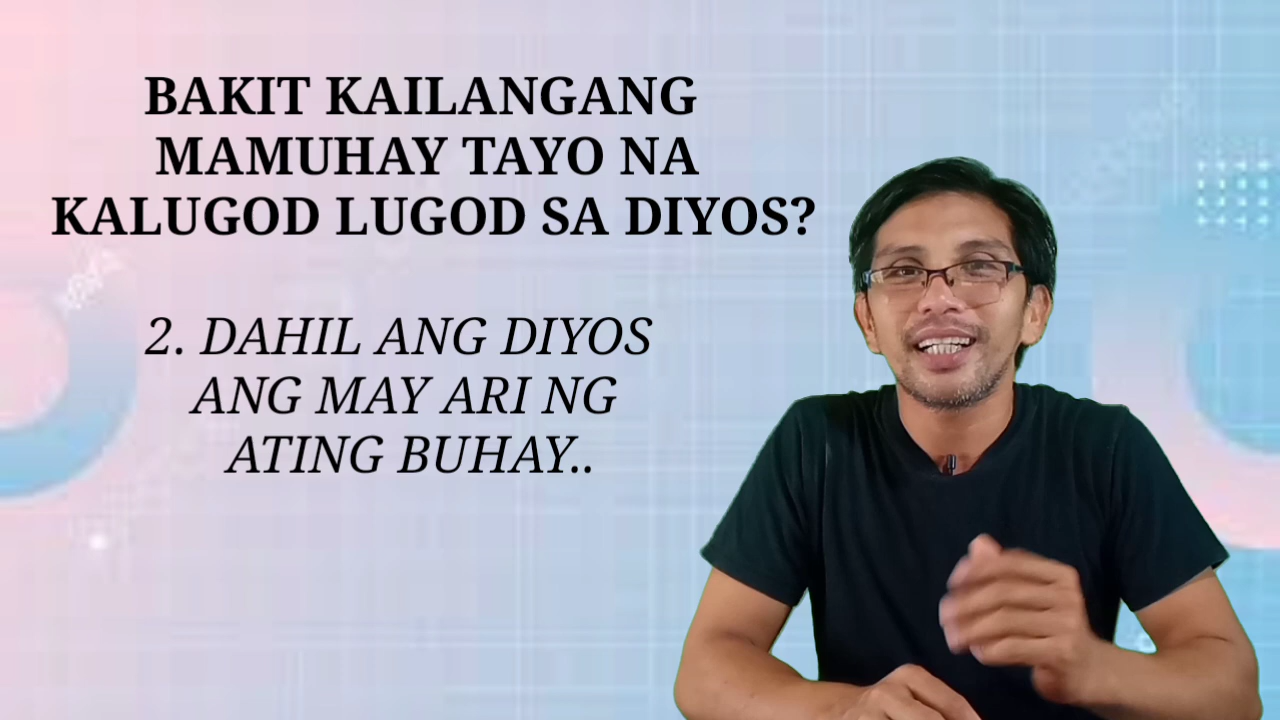 BAKIT KAILANGANG
MAMUHAY TAYO NA
KALUGOD LUGOD SA DIYOS?
2. DAHIL ANG DIYOS
ANG MAY ARI NG
ATING BUHAY..